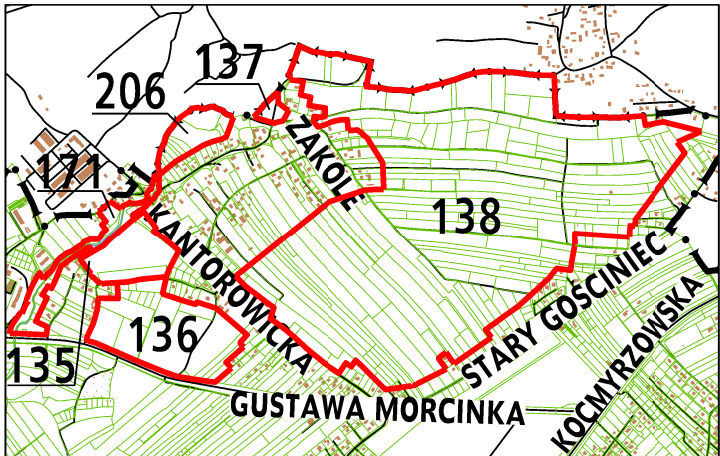 137
206
ZAKOLE
171
138
KANTOROWICKA
STARY GOŚCINIEC
136
135
KOCMYRZOWSKA
GUSTAWA MORCINKA